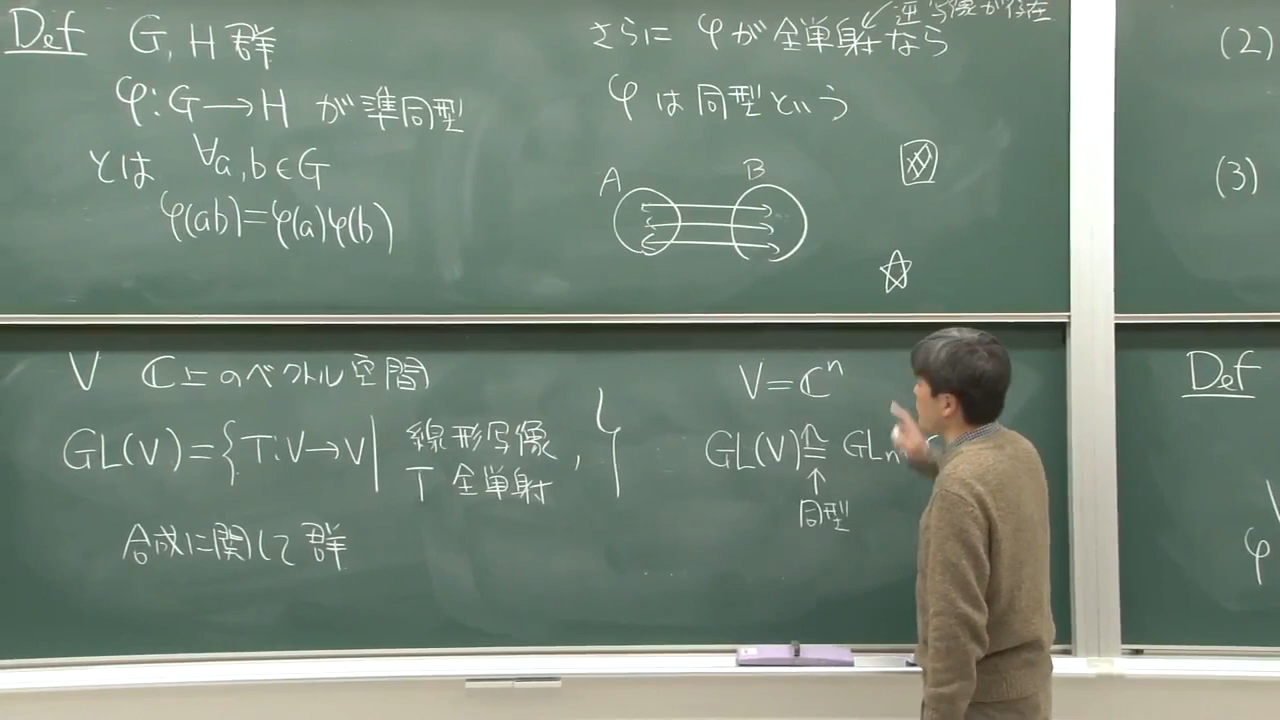 Def G, H 群
φ: G → H が準同型
とは ∀a, b ∈ G
φ(ab) = φ(a)φ(b)
逆写像が存在
さらに φが全単射なら
φは同型という
A B
V ℂ上のベクトル空間
GL(V) = { T: V → V | 線形写像, T 全単射 }
合成に関して群
V = ℂⁿ
GL(V) ≅ GLn
↑
同型
(2)
(3)
Def
φ